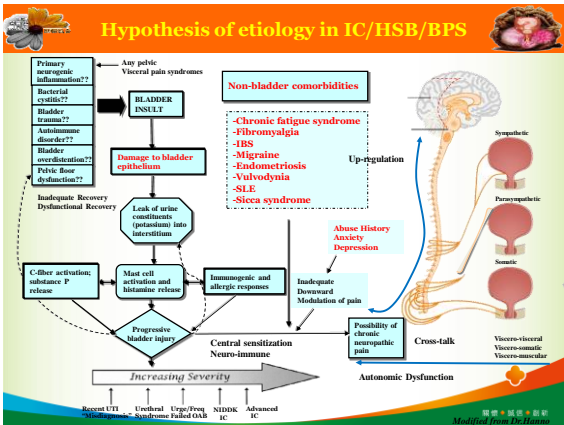 Hypothesis of etiology in IC/HSB/BPS
Primary
neurogenic
inflammation??
Bacterial
cystitis??
Bladder
trauma??
Autoimmune
disorder??
Bladder
overdistention??
Pelvic floor
dysfunction??
Any pelvic
Visceral pain syndromes
BLADDER
INSULT
Damage to bladder
epithelium
Inadequate Recovery
Dysfunctional Recovery
Leak of urine
constituents
(potassium) into
interstitium
C-fiber activation;
substance P
release
Mast cell
activation and
histamine release
Immunogenic and
allergic responses
Progressive
bladder injury
Non-bladder comorbidities
-Chronic fatigue syndrome
-Fibromyalgia
-IBS
-Migraine
-Endometriosis
-Vulvodynia
-SLE
-Sicca syndrome
Up-regulation
Abuse History
Anxiety
Depression
Inadequate
Downward
Modulation of pain
Central sensitization
Neuro-immune
Possibility of
chronic
neuropathic
pain
Cross-talk
Sympathetic
Parasympathetic
Somatic
Viscero-visceral
Viscero-somatic
Viscero-muscular
Autonomic Dysfunction
Increasing Severity
Recent UTI
"Misdiagnosis"
Urethral
Syndrome
Urge/Freq
Failed OAB
NIDDK
IC
Advanced
IC
關懷 誠信 創新
Modified from Dr.Hanno